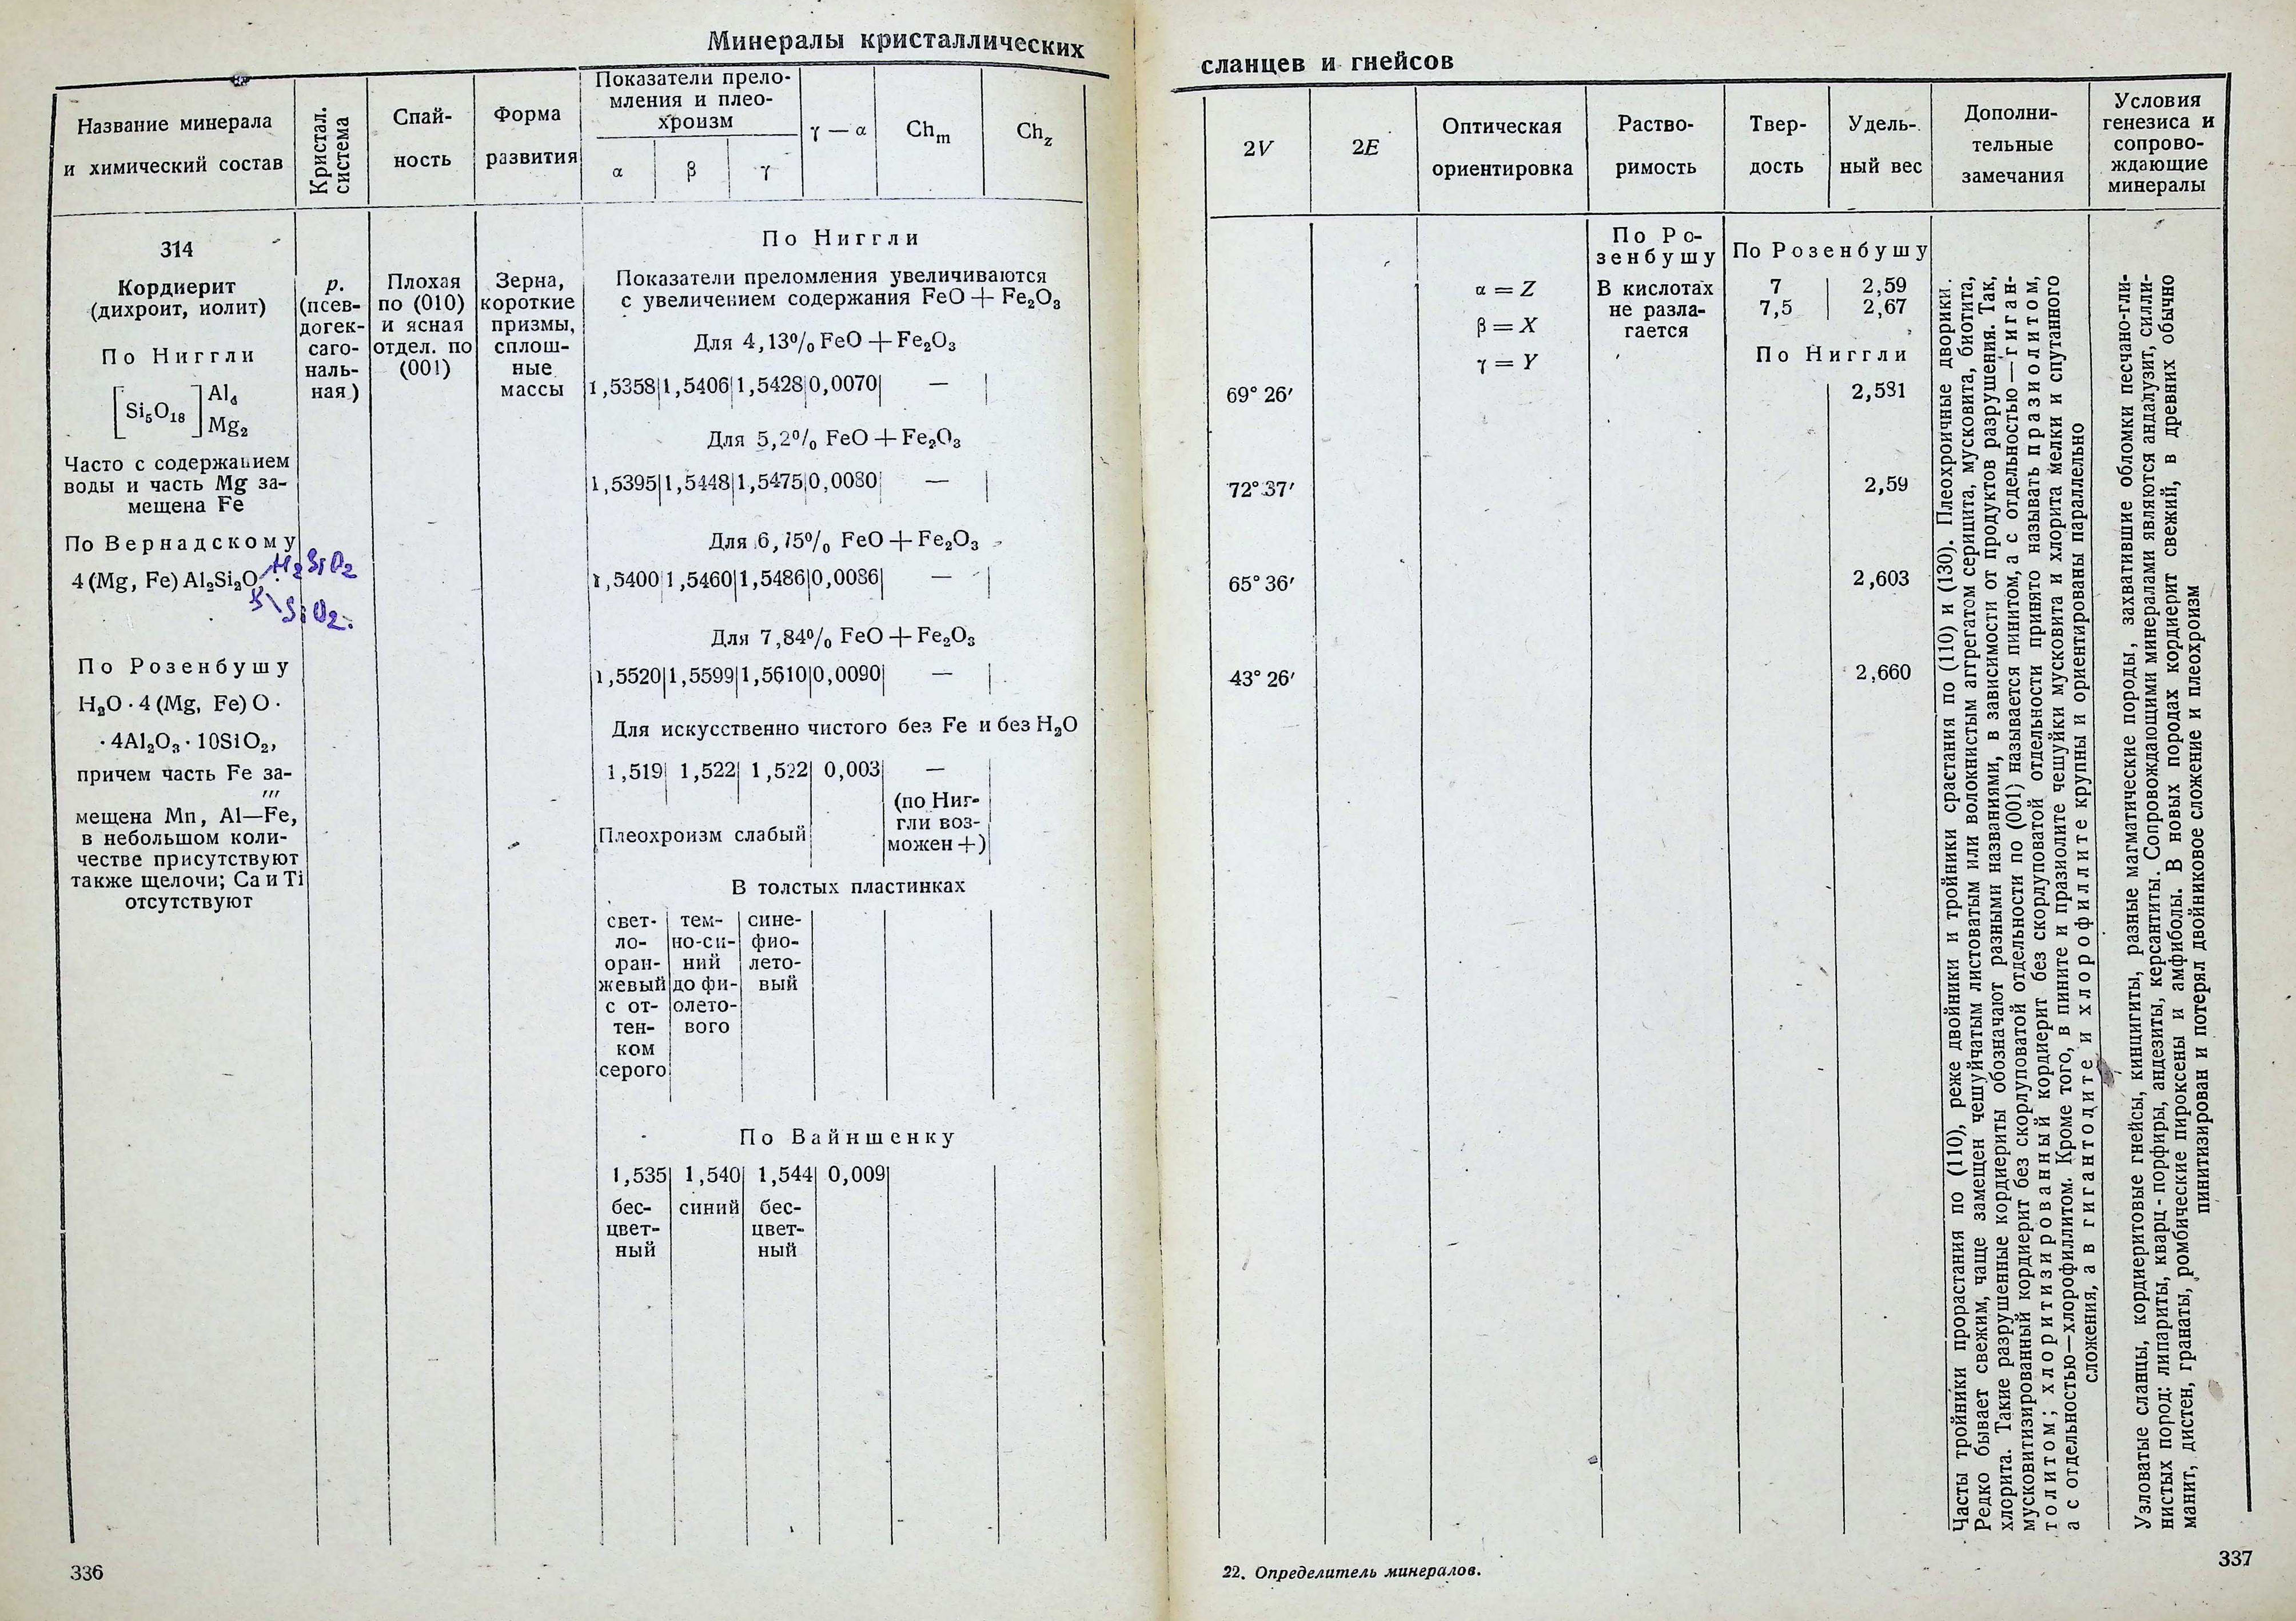 Минералы кристаллических
Название минерала
и химический состав
Кристал.
система
Спай-
ность
Форма
развития
Показатели прело-
мления и плео-
хроизм
α
β
γ
γ — α
Chm
Chz
314
Кордиерит
(дихроит, иолит)
По Ниггли
[Si₅O₁₈] Al₄
Mg₂
Часто с содержанием
воды и часть Mg за-
мещена Fe
По Вернадскому
4 (Mg, Fe) Al₂Si₂O
H₂SiO₂
SiO₂.
По Розенбушу
H₂O · 4 (Mg, Fe) O ·
· 4Al₂O₃ · 10SiO₂,
причем часть Fe за-
′′′
мещена Mn, Al—Fe,
в небольшом коли-
честве присутствуют
также щелочи; Ca и Ti
отсутствуют
р.
(псев-
догек-
саго-
наль-
ная)
Плохая
по (010)
и ясная
отдел. по
(001)
Зерна,
короткие
призмы,
сплош-
ные
массы
По Ниггли
Показатели преломления увеличиваются
с увеличением содержания FeO + Fe₂O₃
Для 4,13% FeO + Fe₂O₃
1,5358 1,5406 1,5428 0,0070 —
Для 5,2% FeO + Fe₂O₃
1,5395 1,5448 1,5475 0,0080 —
Для 6,75% FeO + Fe₂O₃
1,5400 1,5460 1,5486 0,0086 —
Для 7,84% FeO + Fe₂O₃
1,5520 1,5599 1,5610 0,0090 —
Для искусственно чистого без Fe и без H₂O
1,519 1,522 1,522 0,003 —
(по Ниг-
гли воз-
можен +)
Плеохроизм слабый
В толстых пластинках
свет-
ло-
оран-
жевый
с от-
тен-
ком
серого
тем-
но-си-
ний
до фи-
олето-
вого
сине-
фио-
лето-
вый
По Вайншенку
1,535 1,540 1,544 0,009
бес-
цвет-
ный
синий
бес-
цвет-
ный
336
сланцев и гнейсов
2V
2E
Оптическая
ориентировка
Раство-
римость
Твер-
дость
Удель-
ный вес
Дополни-
тельные
замечания
Условия
генезиса и
сопрово-
ждающие
минералы
69° 26′
72° 37′
65° 36′
43° 26′
α = Z
β = X
γ = Y
По Ро-
зенбушу
В кислотах
не разла-
гается
По Розенбушу
7 2,59
7,5 2,67
По Ниггли
2,581
2,59
2,603
2,660
Часты тройники прорастания по (110), реже двойники и тройники срастания по (110) и (130). Плеохроичные дворики.
Редко бывает свежим, чаще замещен чешуйчатым листоватым или волокнистым аггрегатом серицита, мусковита, биотита,
хлорита. Такие разрушенные кордиериты обозначают разными названиями, в зависимости от продуктов разрушения. Так,
мусковитизированный кордиерит без скорлуповатой отдельности по (001) называется пинитом, а с отдельностью — гиган-
толитом; хлоритизированный кордиерит без скорлуповатой отдельности принято называть празиолитом,
а с отдельностью—хлорофиллитом. Кроме того, в пините и празиолите чешуйки мусковита и хлорита мелки и спутанного
сложения, а в гигантолите и хлорофиллите крупны и ориентированы параллельно
Узловатые сланцы, кордиеритовые гнейсы, кинцигиты, разные магматические породы, захватившие обломки песчано-гли-
нистых пород: липариты, кварц-порфиры, андезиты, керсантиты. Сопровождающими минералами являются андалузит, силли-
манит, дистен, гранаты, ромбические пироксены и амфиболы. В новых породах кордиерит свежий, в древних обычно
пинитизирован и потерял двойниковое сложение и плеохроизм
22. Определитель минералов.
337